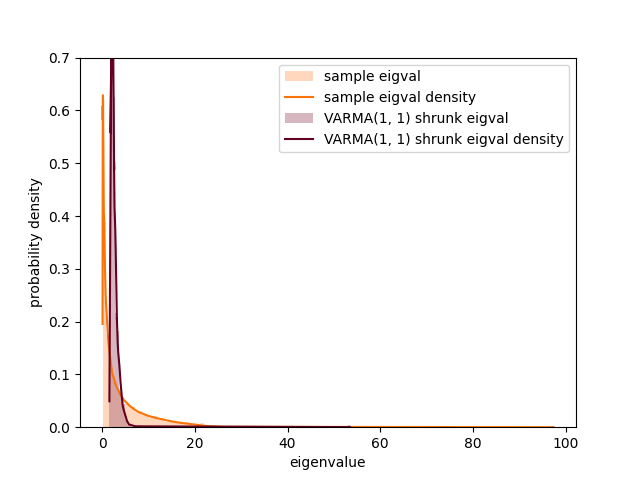 0.7
0.6
0.5
0.4
0.3
0.2
0.1
0.0
probability density
sample eigval
sample eigval density
VARMA(1, 1) shrunk eigval
VARMA(1, 1) shrunk eigval density
0 20 40 60 80 100
eigenvalue